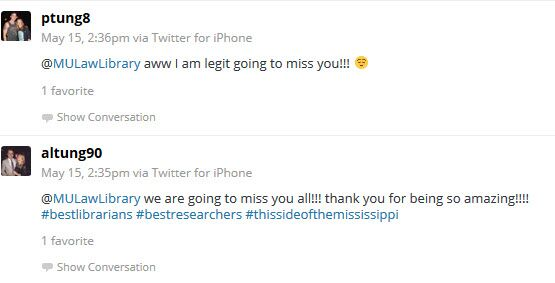 ptung8
May 15, 2:36pm via Twitter for iPhone
@MULawLibrary aww I am legit going to miss you!!! 😌
1 favorite
Show Conversation
altung90
May 15, 2:35pm via Twitter for iPhone
@MULawLibrary we are going to miss you all!!! thank you for being so amazing!!!!
#bestlibrarians #bestresearchers #thissideofthemississippi
1 favorite
Show Conversation